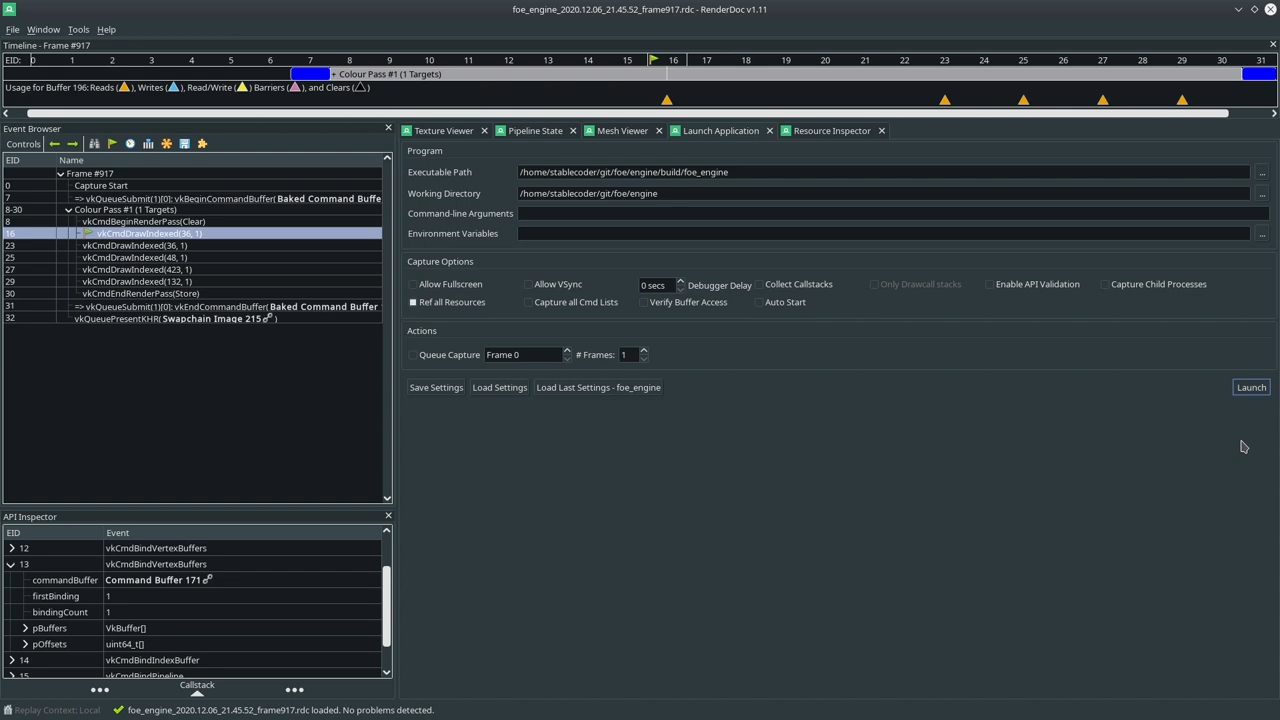 foe_engine_2020.12.06_21.45.52_frame917.rdc - RenderDoc v1.11
File Window Tools Help
Timeline - Frame #917
EID: 0 1 2 3 4 5 6 7 8 9 10 11 12 13 14 15 16 17 18 19 20 21 22 23 24 25 26 27 28 29 30 31
+ Colour Pass #1 (1 Targets)
Usage for Buffer 196: Reads ( ), Writes ( ), Read/Write ( ) Barriers ( ), and Clears ( )
Event Browser
Controls
EID Name
Frame #917
0 Capture Start
7 => vkQueueSubmit(1)[0]: vkBeginCommandBuffer( Baked Command Buffe
8-30 Colour Pass #1 (1 Targets)
8 vkCmdBeginRenderPass(Clear)
16 vkCmdDrawIndexed(36, 1)
23 vkCmdDrawIndexed(36, 1)
25 vkCmdDrawIndexed(48, 1)
27 vkCmdDrawIndexed(423, 1)
29 vkCmdDrawIndexed(132, 1)
30 vkCmdEndRenderPass(Store)
31 => vkQueueSubmit(1)[0]: vkEndCommandBuffer( Baked Command Buffer
32 vkQueuePresentKHR( Swapchain Image 215 )
API Inspector
EID Event
12 vkCmdBindVertexBuffers
13 vkCmdBindVertexBuffers
commandBuffer Command Buffer 171
firstBinding 1
bindingCount 1
pBuffers VkBuffer[]
pOffsets uint64_t[]
14 vkCmdBindIndexBuffer
15 vkCmdBindPipeline
Callstack
Texture Viewer Pipeline State Mesh Viewer Launch Application Resource Inspector
Program
Executable Path /home/stablecoder/git/foe/engine/build/foe_engine ...
Working Directory /home/stablecoder/git/foe/engine ...
Command-line Arguments
Environment Variables ...
Capture Options
Allow Fullscreen Allow VSync 0 secs Debugger Delay Collect Callstacks Only Drawcall stacks Enable API Validation Capture Child Processes
Ref all Resources Capture all Cmd Lists Verify Buffer Access Auto Start
Actions
Queue Capture Frame 0 # Frames: 1
Save Settings Load Settings Load Last Settings - foe_engine Launch
Replay Context: Local foe_engine_2020.12.06_21.45.52_frame917.rdc loaded. No problems detected.